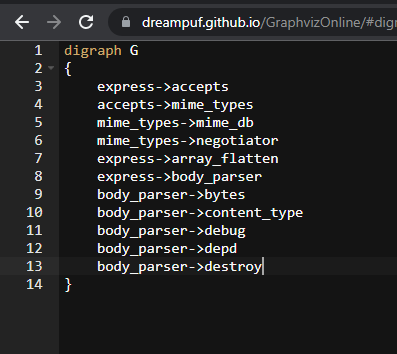 dreampuf.github.io/GraphvizOnline/#digr
1 digraph G
2 {
3 express->accepts
4 accepts->mime_types
5 mime_types->mime_db
6 mime_types->negotiator
7 express->array_flatten
8 express->body_parser
9 body_parser->bytes
10 body_parser->content_type
11 body_parser->debug
12 body_parser->depd
13 body_parser->destroy
14 }